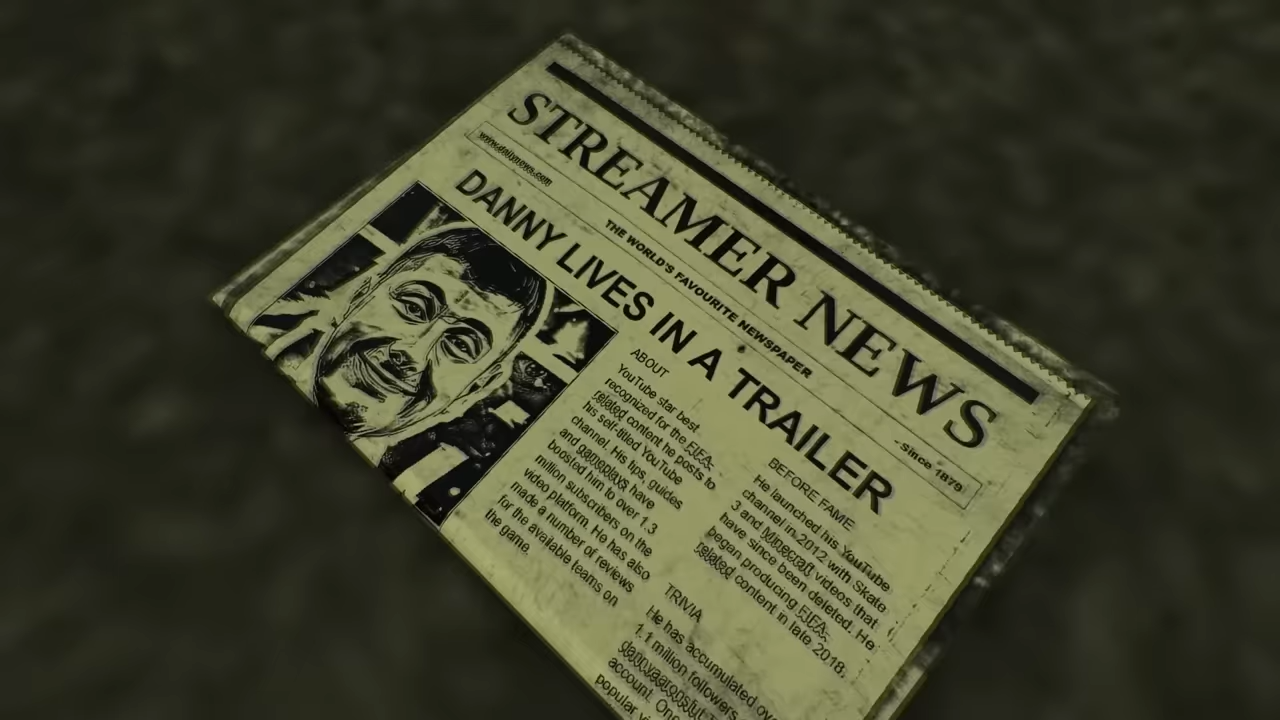 STREAMER NEWS
www.dailynews.com
THE WORLD'S FAVOURITE NEWSPAPER
-since 1879
DANNY LIVES IN A TRAILER
ABOUT
YouTube star best
recognized for the FIFA-
related content he posts to
his self-titled YouTube
channel. His tips, guides
and gameplays have
boosted him to over 1.3
million subscribers on the
video platform. He has also
made a number of reviews
for the available teams on
the game.
BEFORE FAME
He launched his YouTube
channel in 2012 with Skate
3 and Minecraft videos that
have since been deleted. He
began producing FIFA-
related content in late 2018.
TRIVIA
He has accumulated
1.1 million followers
account.
popular